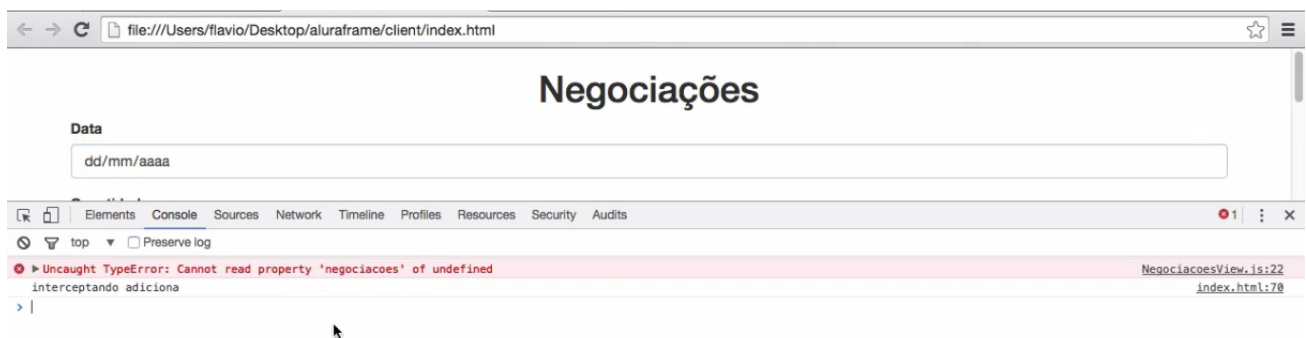 file:///Users/flavio/Desktop/aluraframe/client/index.html
Negociações
Data
dd/mm/aaaa
Elements Console Sources Network Timeline Profiles Resources Security Audits 1
top Preserve log
Uncaught TypeError: Cannot read property 'negociacoes' of undefined NegociacoesView.js:22
interceptando adiciona index.html:70